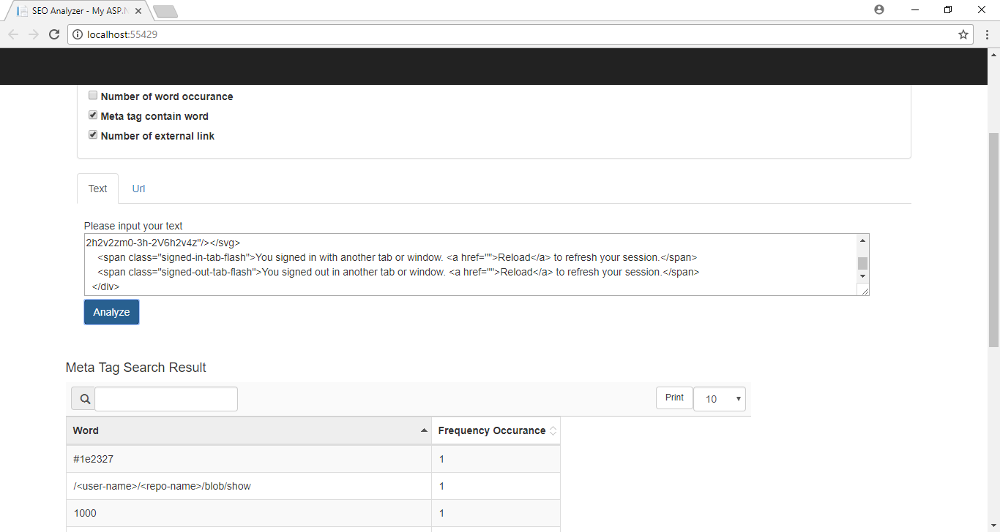 SEO Analyzer - My ASP.N
localhost:55429
Number of word occurance
Meta tag contain word
Number of external link
Text Url
Please input your text
2h2v2zm0-3h-2V6h2v4z"/></svg>
<span class="signed-in-tab-flash">You signed in with another tab or window. <a href="">Reload</a> to refresh your session.</span>
<span class="signed-out-tab-flash">You signed out in another tab or window. <a href="">Reload</a> to refresh your session.</span>
</div>
Analyze
Meta Tag Search Result
Print 10
Word Frequency Occurance
#1e2327 1
/<user-name>/<repo-name>/blob/show 1
1000 1